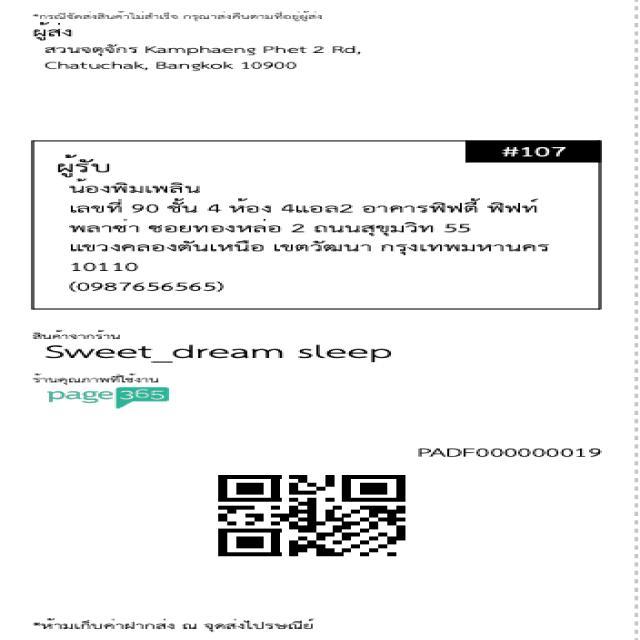 *กรณีจัดส่งสินค้าไม่สำเร็จ กรุณาส่งคืนตามที่อยู่ผู้ส่ง
ผู้ส่ง
สวนจตุจักร Kamphaeng Phet 2 Rd,
Chatuchak, Bangkok 10900
#107
ผู้รับ
น้องพิมเพลิน
เลขที่ 90 ชั้น 4 ห้อง 4แอล2 อาคารฟิฟตี้ ฟิฟท์
พลาซ่า ซอยทองหล่อ 2 ถนนสุขุมวิท 55
แขวงคลองตันเหนือ เขตวัฒนา กรุงเทพมหานคร
10110
(0987656565)
สินค้าจากร้าน
Sweet_dream sleep
ร้านคุณภาพที่ใช้งาน
page365
PADF000000019
*ห้ามเก็บค่าฝากส่ง ณ จุดส่งไปรษณีย์